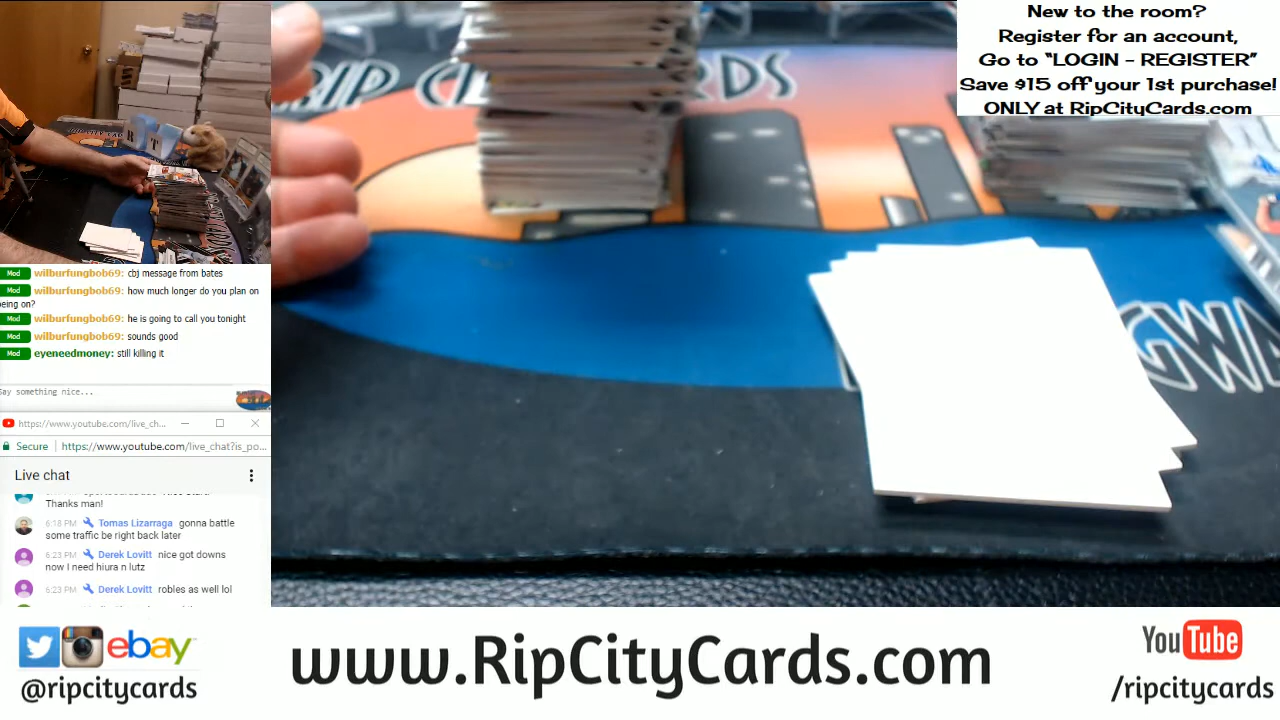 New to the room?
Register for an account,
Go to “LOGIN - REGISTER”
Save $15 off your 1st purchase!
ONLY at RipCityCards.com
RIP CI RDS
Mod wilburfungbob69: cbj message from bates
Mod wilburfungbob69: how much longer do you plan on
being on?
Mod wilburfungbob69: he is going to call you tonight
Mod wilburfungbob69: sounds good
Mod eyeneedmoney: still killing it
Say something nice...
https://www.youtube.com/live_ch...
Secure https://www.youtube.com/live_chat?is_po...
Live chat
Thanks man!
6:18 PM Tomas Lizarraga gonna battle
some traffic be right back later
6:23 PM Derek Lovitt nice got downs
now I need hiura n lutz
6:23 PM Derek Lovitt robles as well lol
ebay
@ripcitycards
www.RipCityCards.com
YouTube
/ripcitycards